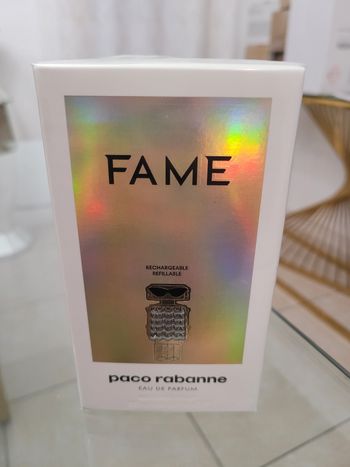 FAME
RECHARGEABLE
REFILLABLE
paco rabanne
EAU DE PARFUM